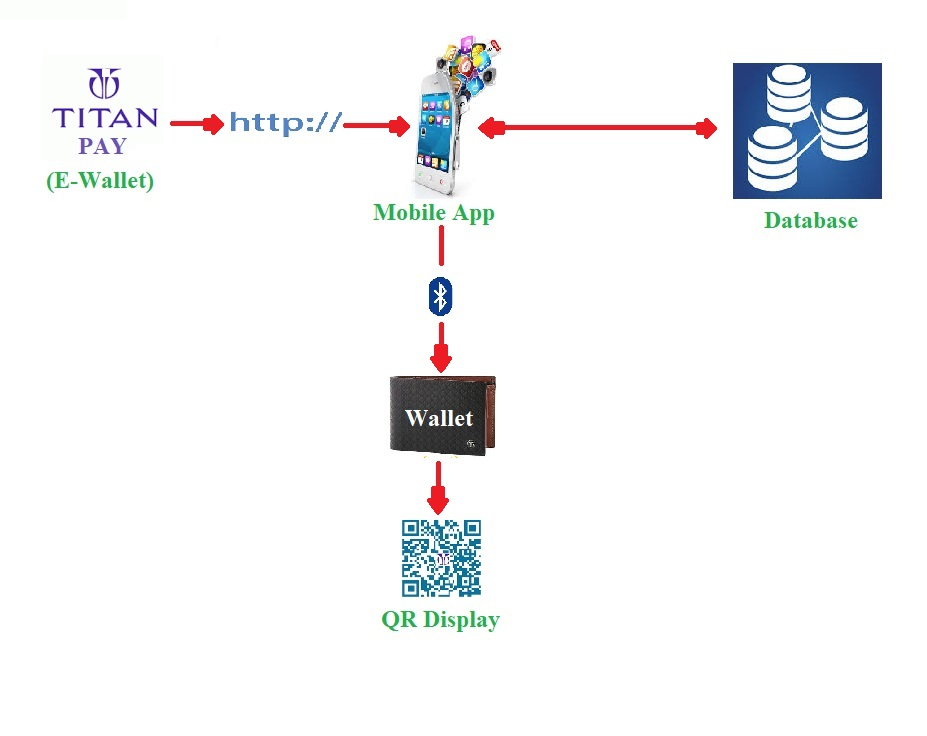 TITAN
PAY
(E-Wallet)
http://
Mobile App
Database
Wallet
QR Display